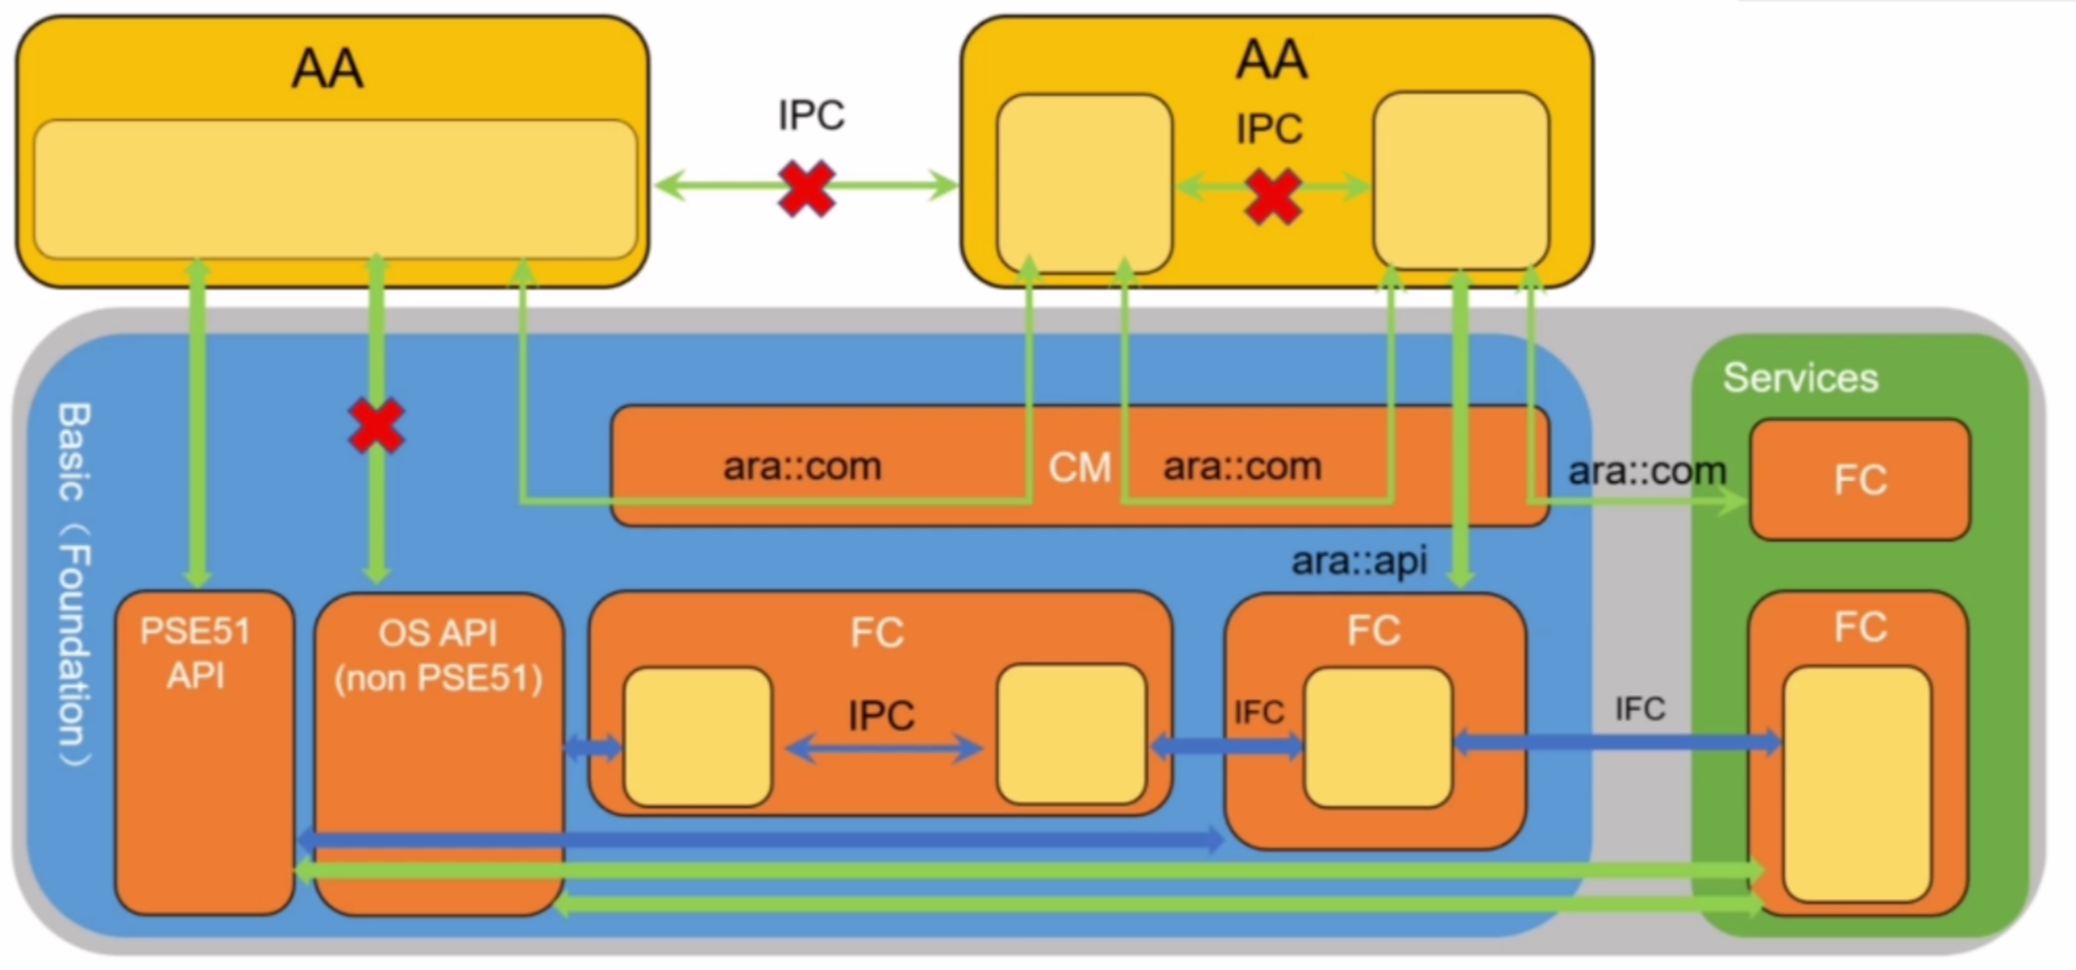 AA
IPC
AA
IPC
Services
Basic（Foundation）
ara::com
CM
ara::com
ara::com
FC
ara::api
PSE51
API
OS API
(non PSE51)
FC
IPC
FC
IFC
IFC
FC